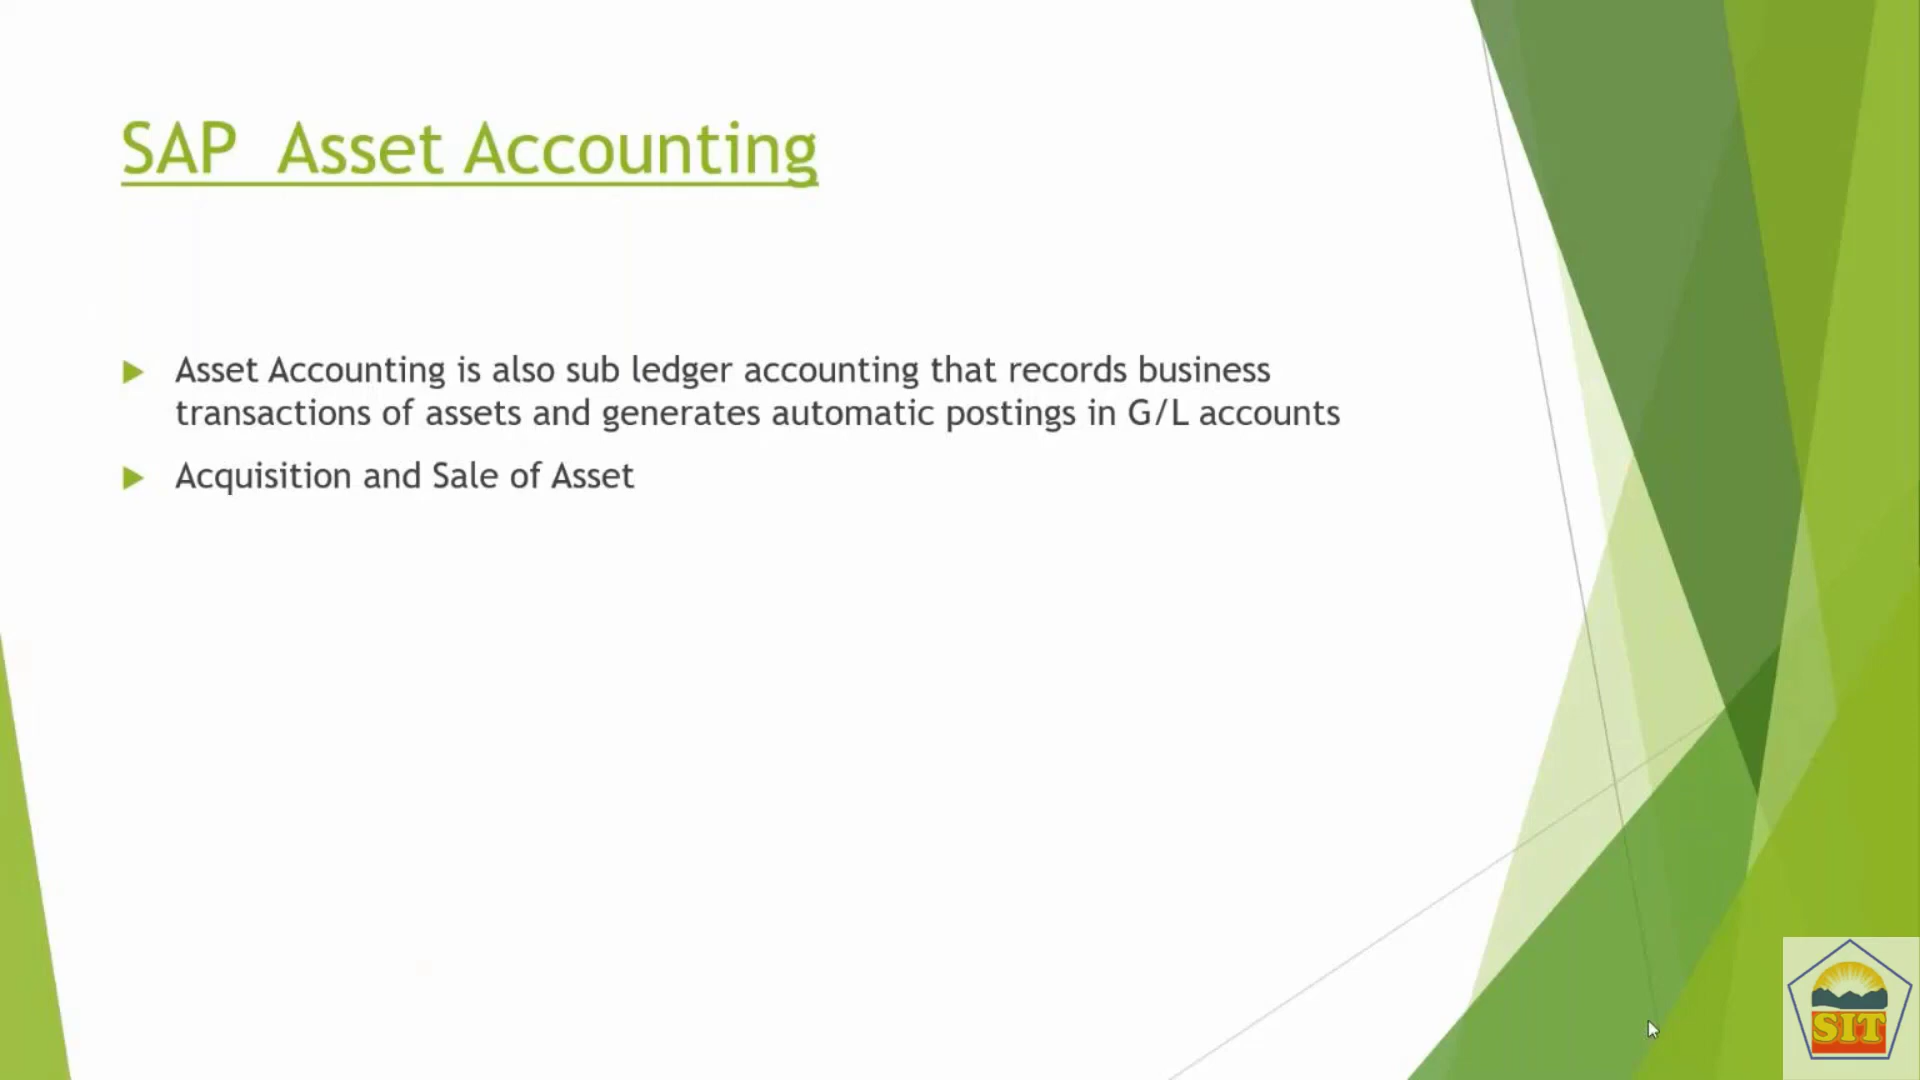 SAP  Asset Accounting
Asset Accounting is also sub ledger accounting that records business
transactions of assets and generates automatic postings in G/L accounts
Acquisition and Sale of Asset
SIT